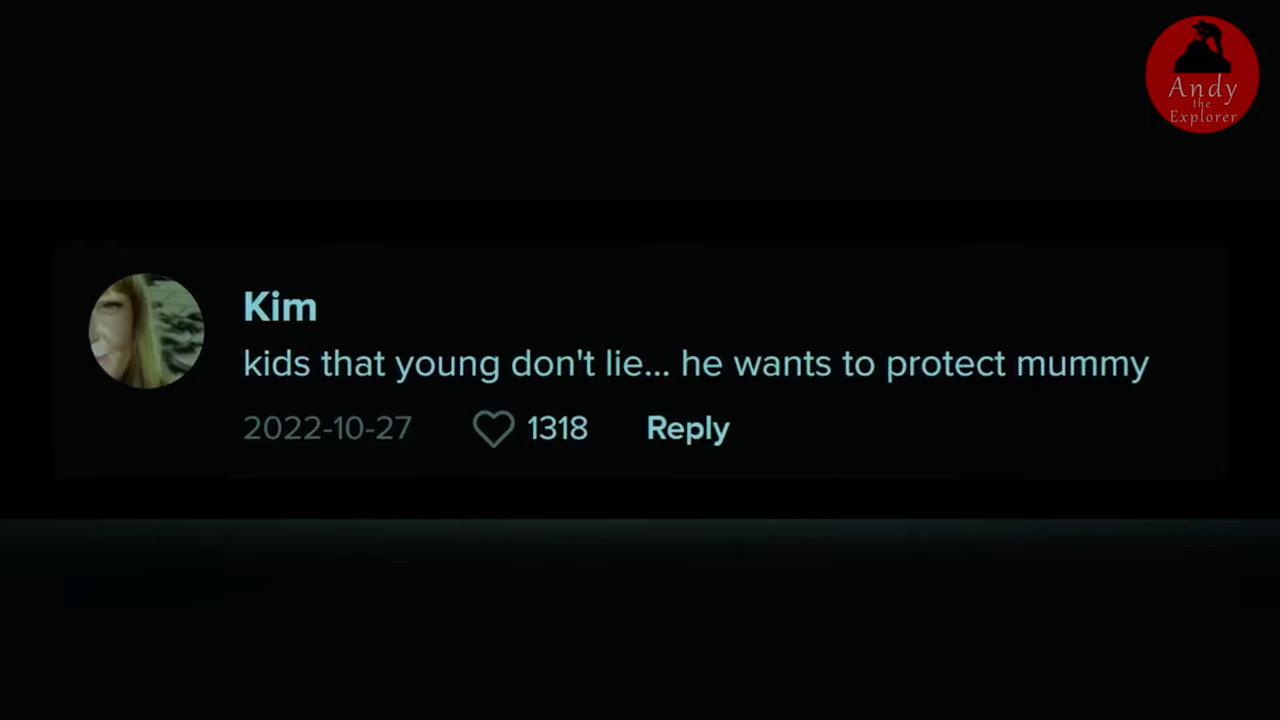 Andy
the
Explorer
Kim
kids that young don't lie... he wants to protect mummy
2022-10-27 1318 Reply